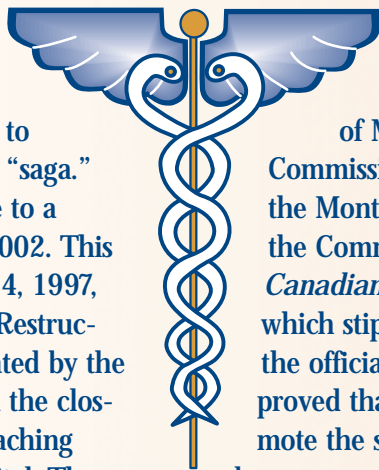 to
“saga.”
e to a
002. This
4, 1997,
Restruc-
ted by the
the clos-
aching
of M
Commissi
the Mont
the Comm
Canadian
which stip
the officia
proved tha
mote the s